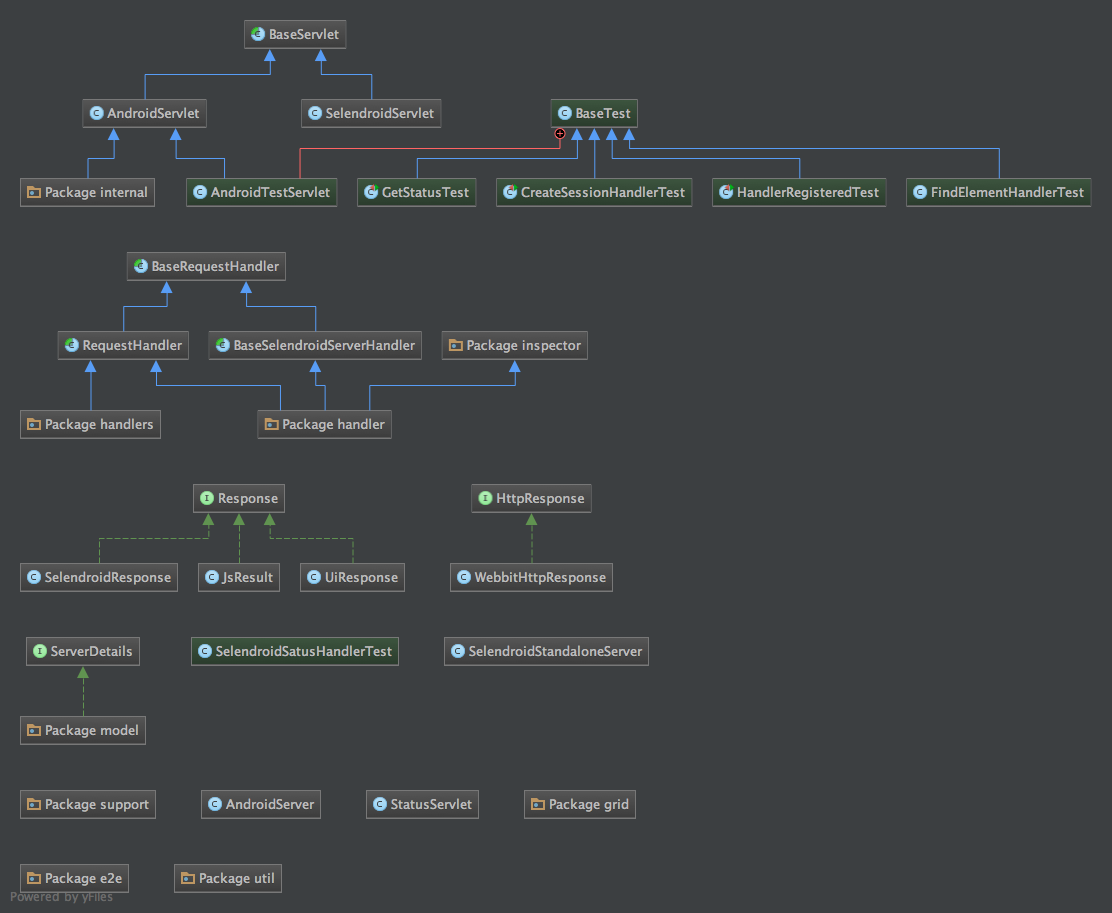 BaseServlet
AndroidServlet
SelendroidServlet
BaseTest
Package internal
AndroidTestServlet
GetStatusTest
CreateSessionHandlerTest
HandlerRegisteredTest
FindElementHandlerTest
BaseRequestHandler
RequestHandler
BaseSelendroidServerHandler
Package inspector
Package handlers
Package handler
Response
HttpResponse
SelendroidResponse
JsResult
UiResponse
WebbitHttpResponse
ServerDetails
SelendroidSatusHandlerTest
SelendroidStandaloneServer
Package model
Package support
AndroidServer
StatusServlet
Package grid
Package e2e
Package util
Powered by yFiles